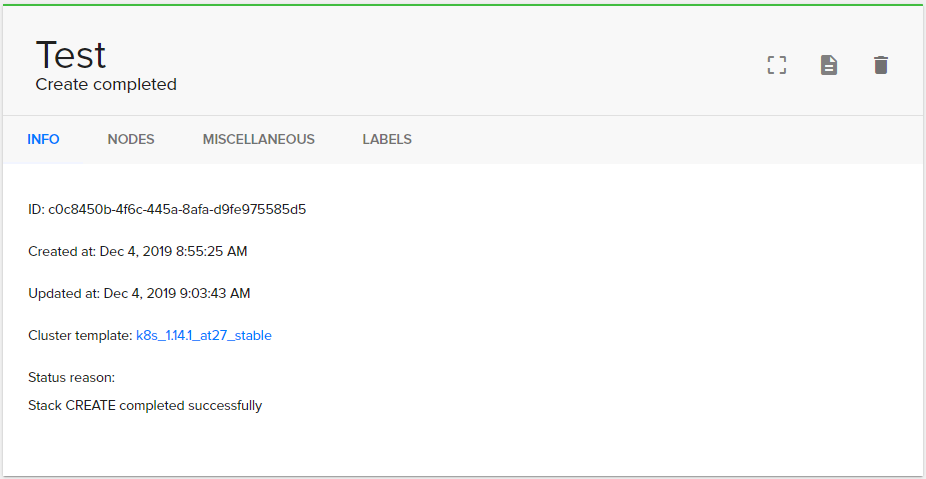 Test
Create completed
INFO NODES MISCELLANEOUS LABELS
ID: c0c8450b-4f6c-445a-8afa-d9fe975585d5
Created at: Dec 4, 2019 8:55:25 AM
Updated at: Dec 4, 2019 9:03:43 AM
Cluster template: k8s_1.14.1_at27_stable
Status reason:
Stack CREATE completed successfully